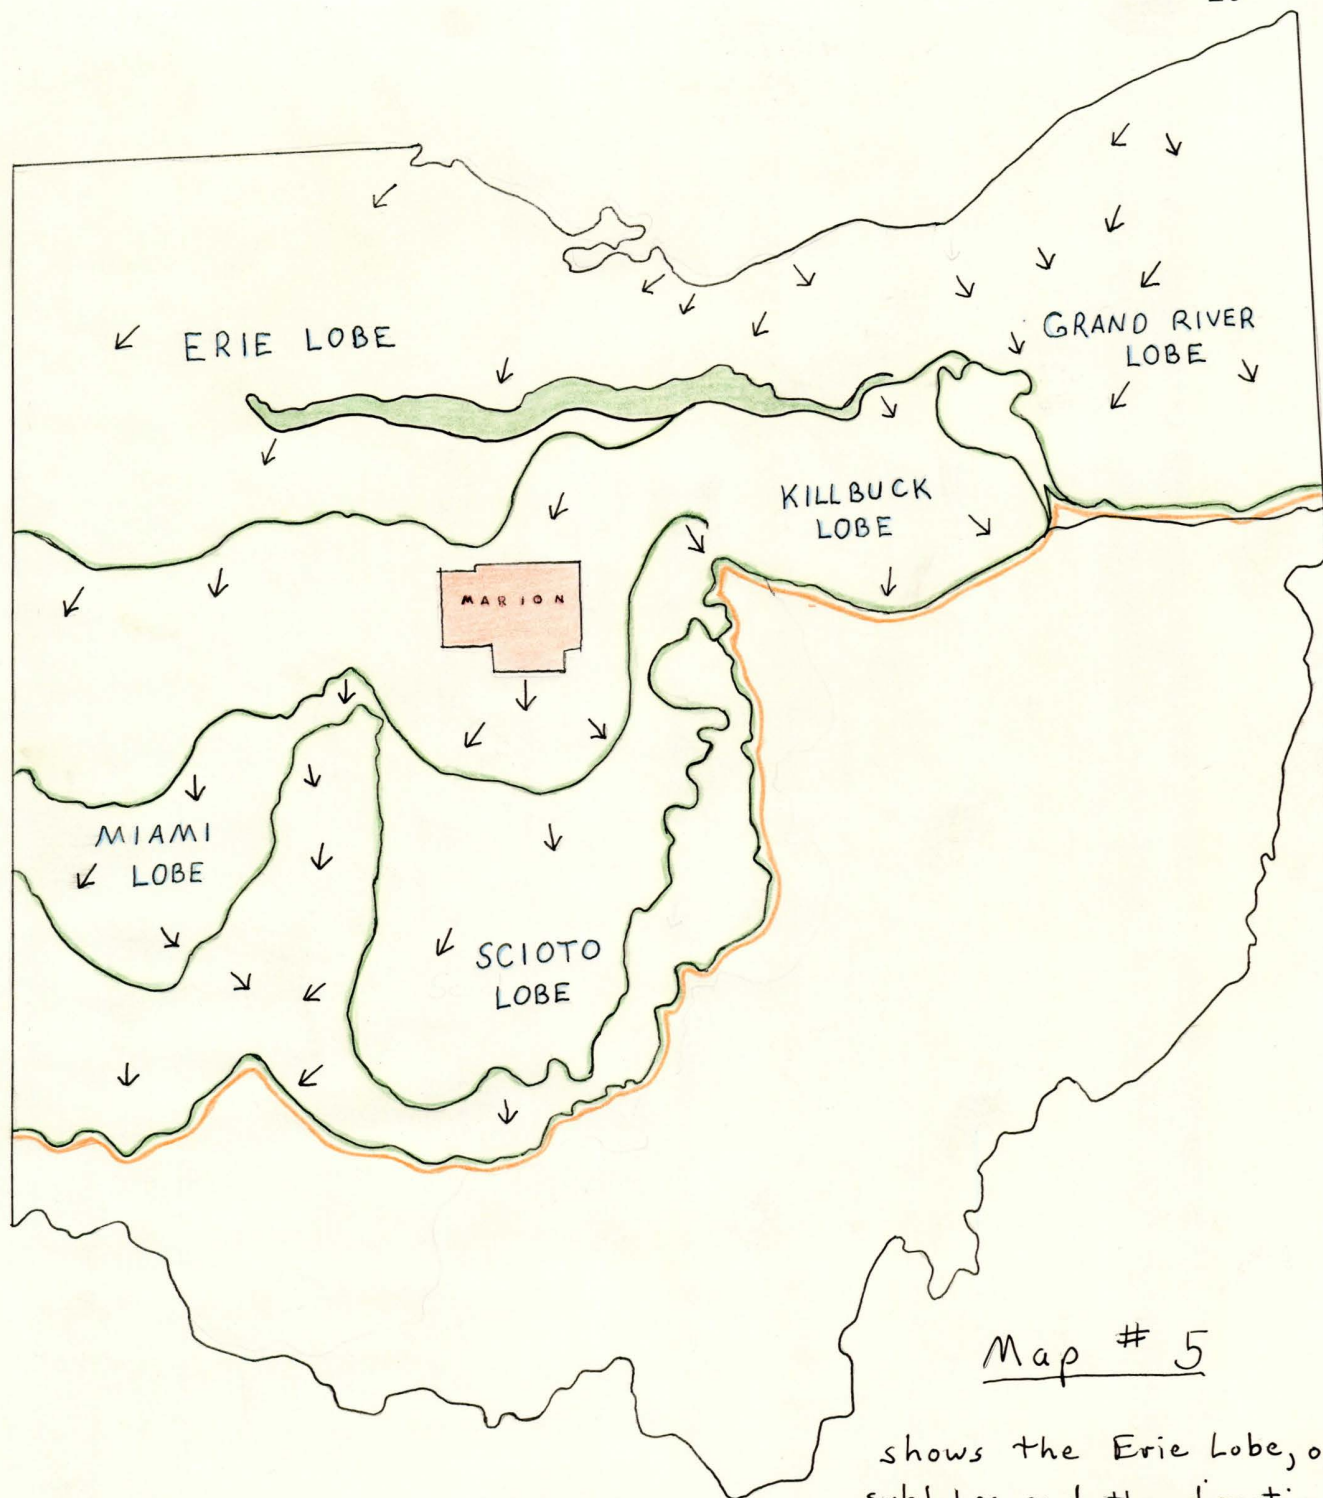 ERIE LOBE
GRAND RIVER
LOBE
KILLBUCK
LOBE
MARION
MIAMI
LOBE
SCIOTO
LOBE
Map # 5
shows the Erie Lobe,